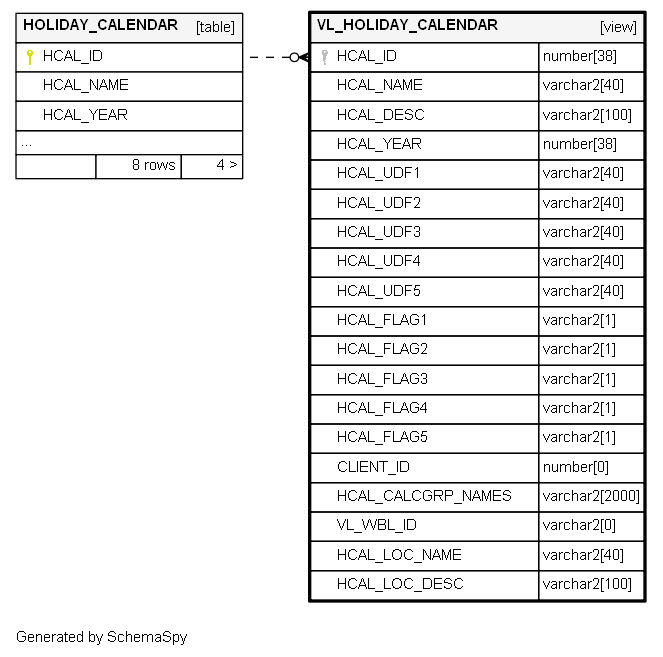 HOLIDAY_CALENDAR [table]
HCAL_ID
HCAL_NAME
HCAL_YEAR
...
8 rows 4 >
VL_HOLIDAY_CALENDAR [view]
HCAL_ID number[38]
HCAL_NAME varchar2[40]
HCAL_DESC varchar2[100]
HCAL_YEAR number[38]
HCAL_UDF1 varchar2[40]
HCAL_UDF2 varchar2[40]
HCAL_UDF3 varchar2[40]
HCAL_UDF4 varchar2[40]
HCAL_UDF5 varchar2[40]
HCAL_FLAG1 varchar2[1]
HCAL_FLAG2 varchar2[1]
HCAL_FLAG3 varchar2[1]
HCAL_FLAG4 varchar2[1]
HCAL_FLAG5 varchar2[1]
CLIENT_ID number[0]
HCAL_CALCGRP_NAMES varchar2[2000]
VL_WBL_ID varchar2[0]
HCAL_LOC_NAME varchar2[40]
HCAL_LOC_DESC varchar2[100]
Generated by SchemaSpy